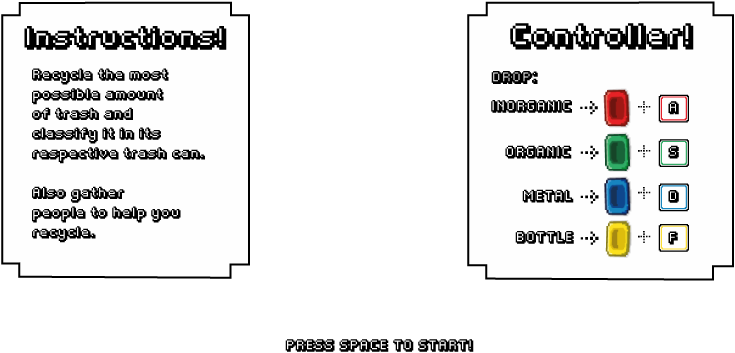 Instructions!
Recycle the most
possible amount
of trash and
classify it in its
respective trash can.
Also gather
people to help you
recycle.
Controller!
DROP:
INORGANIC --> + A
ORGANIC --> + S
METAL --> + D
BOTTLE --> + F
PRESS SPACE TO START!